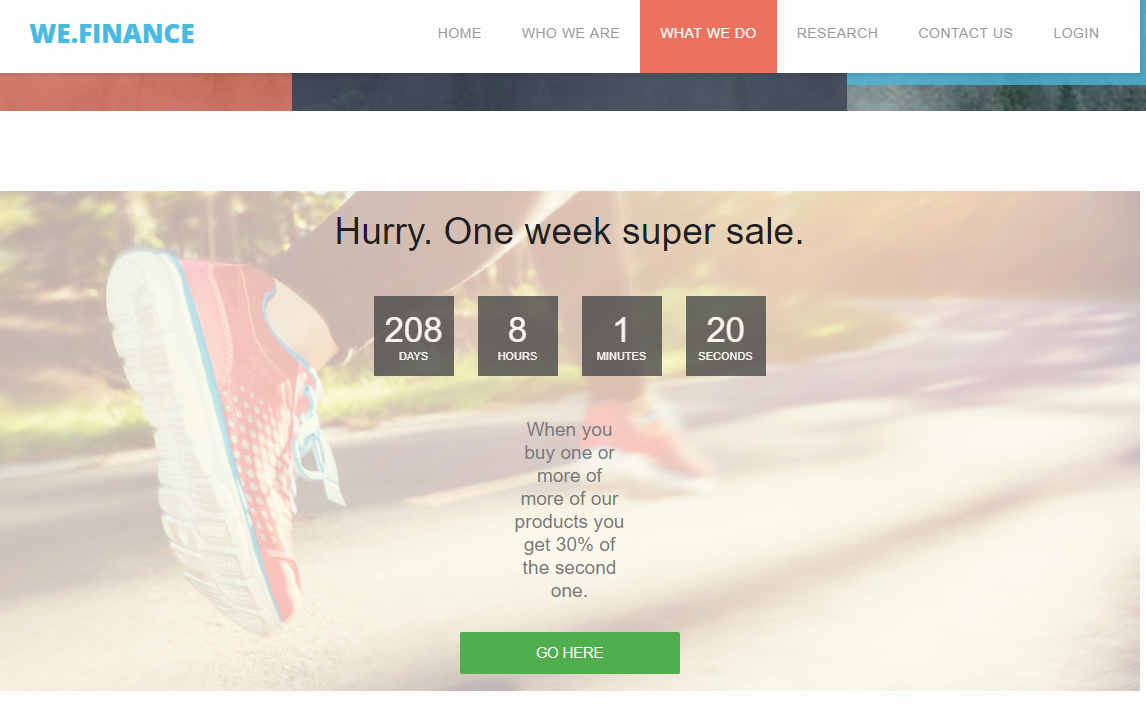 WE.FINANCE HOME WHO WE ARE WHAT WE DO RESEARCH CONTACT US LOGIN
Hurry. One week super sale.
208 8 1 20
DAYS HOURS MINUTES SECONDS
When you
buy one or
more of
more of our
products you
get 30% of
the second
one.
GO HERE